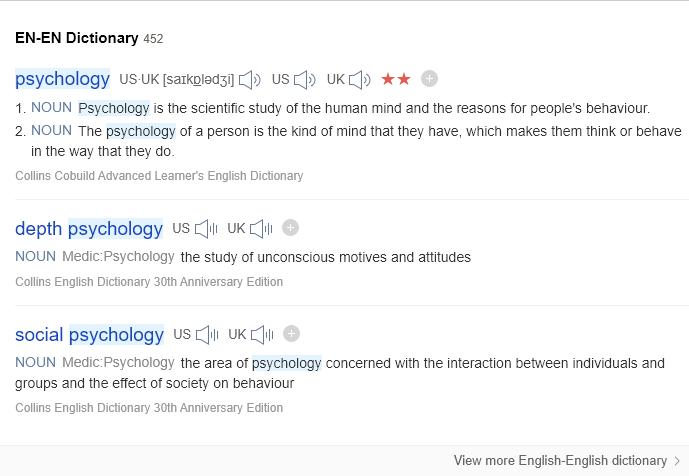 EN-EN Dictionary 452
psychology US·UK [saɪkɒlədʒi] US UK ★★
1. NOUN Psychology is the scientific study of the human mind and the reasons for people's behaviour.
2. NOUN The psychology of a person is the kind of mind that they have, which makes them think or behave
in the way that they do.
Collins Cobuild Advanced Learner's English Dictionary
depth psychology US UK
NOUN Medic:Psychology the study of unconscious motives and attitudes
Collins English Dictionary 30th Anniversary Edition
social psychology US UK
NOUN Medic:Psychology the area of psychology concerned with the interaction between individuals and
groups and the effect of society on behaviour
Collins English Dictionary 30th Anniversary Edition
View more English-English dictionary >